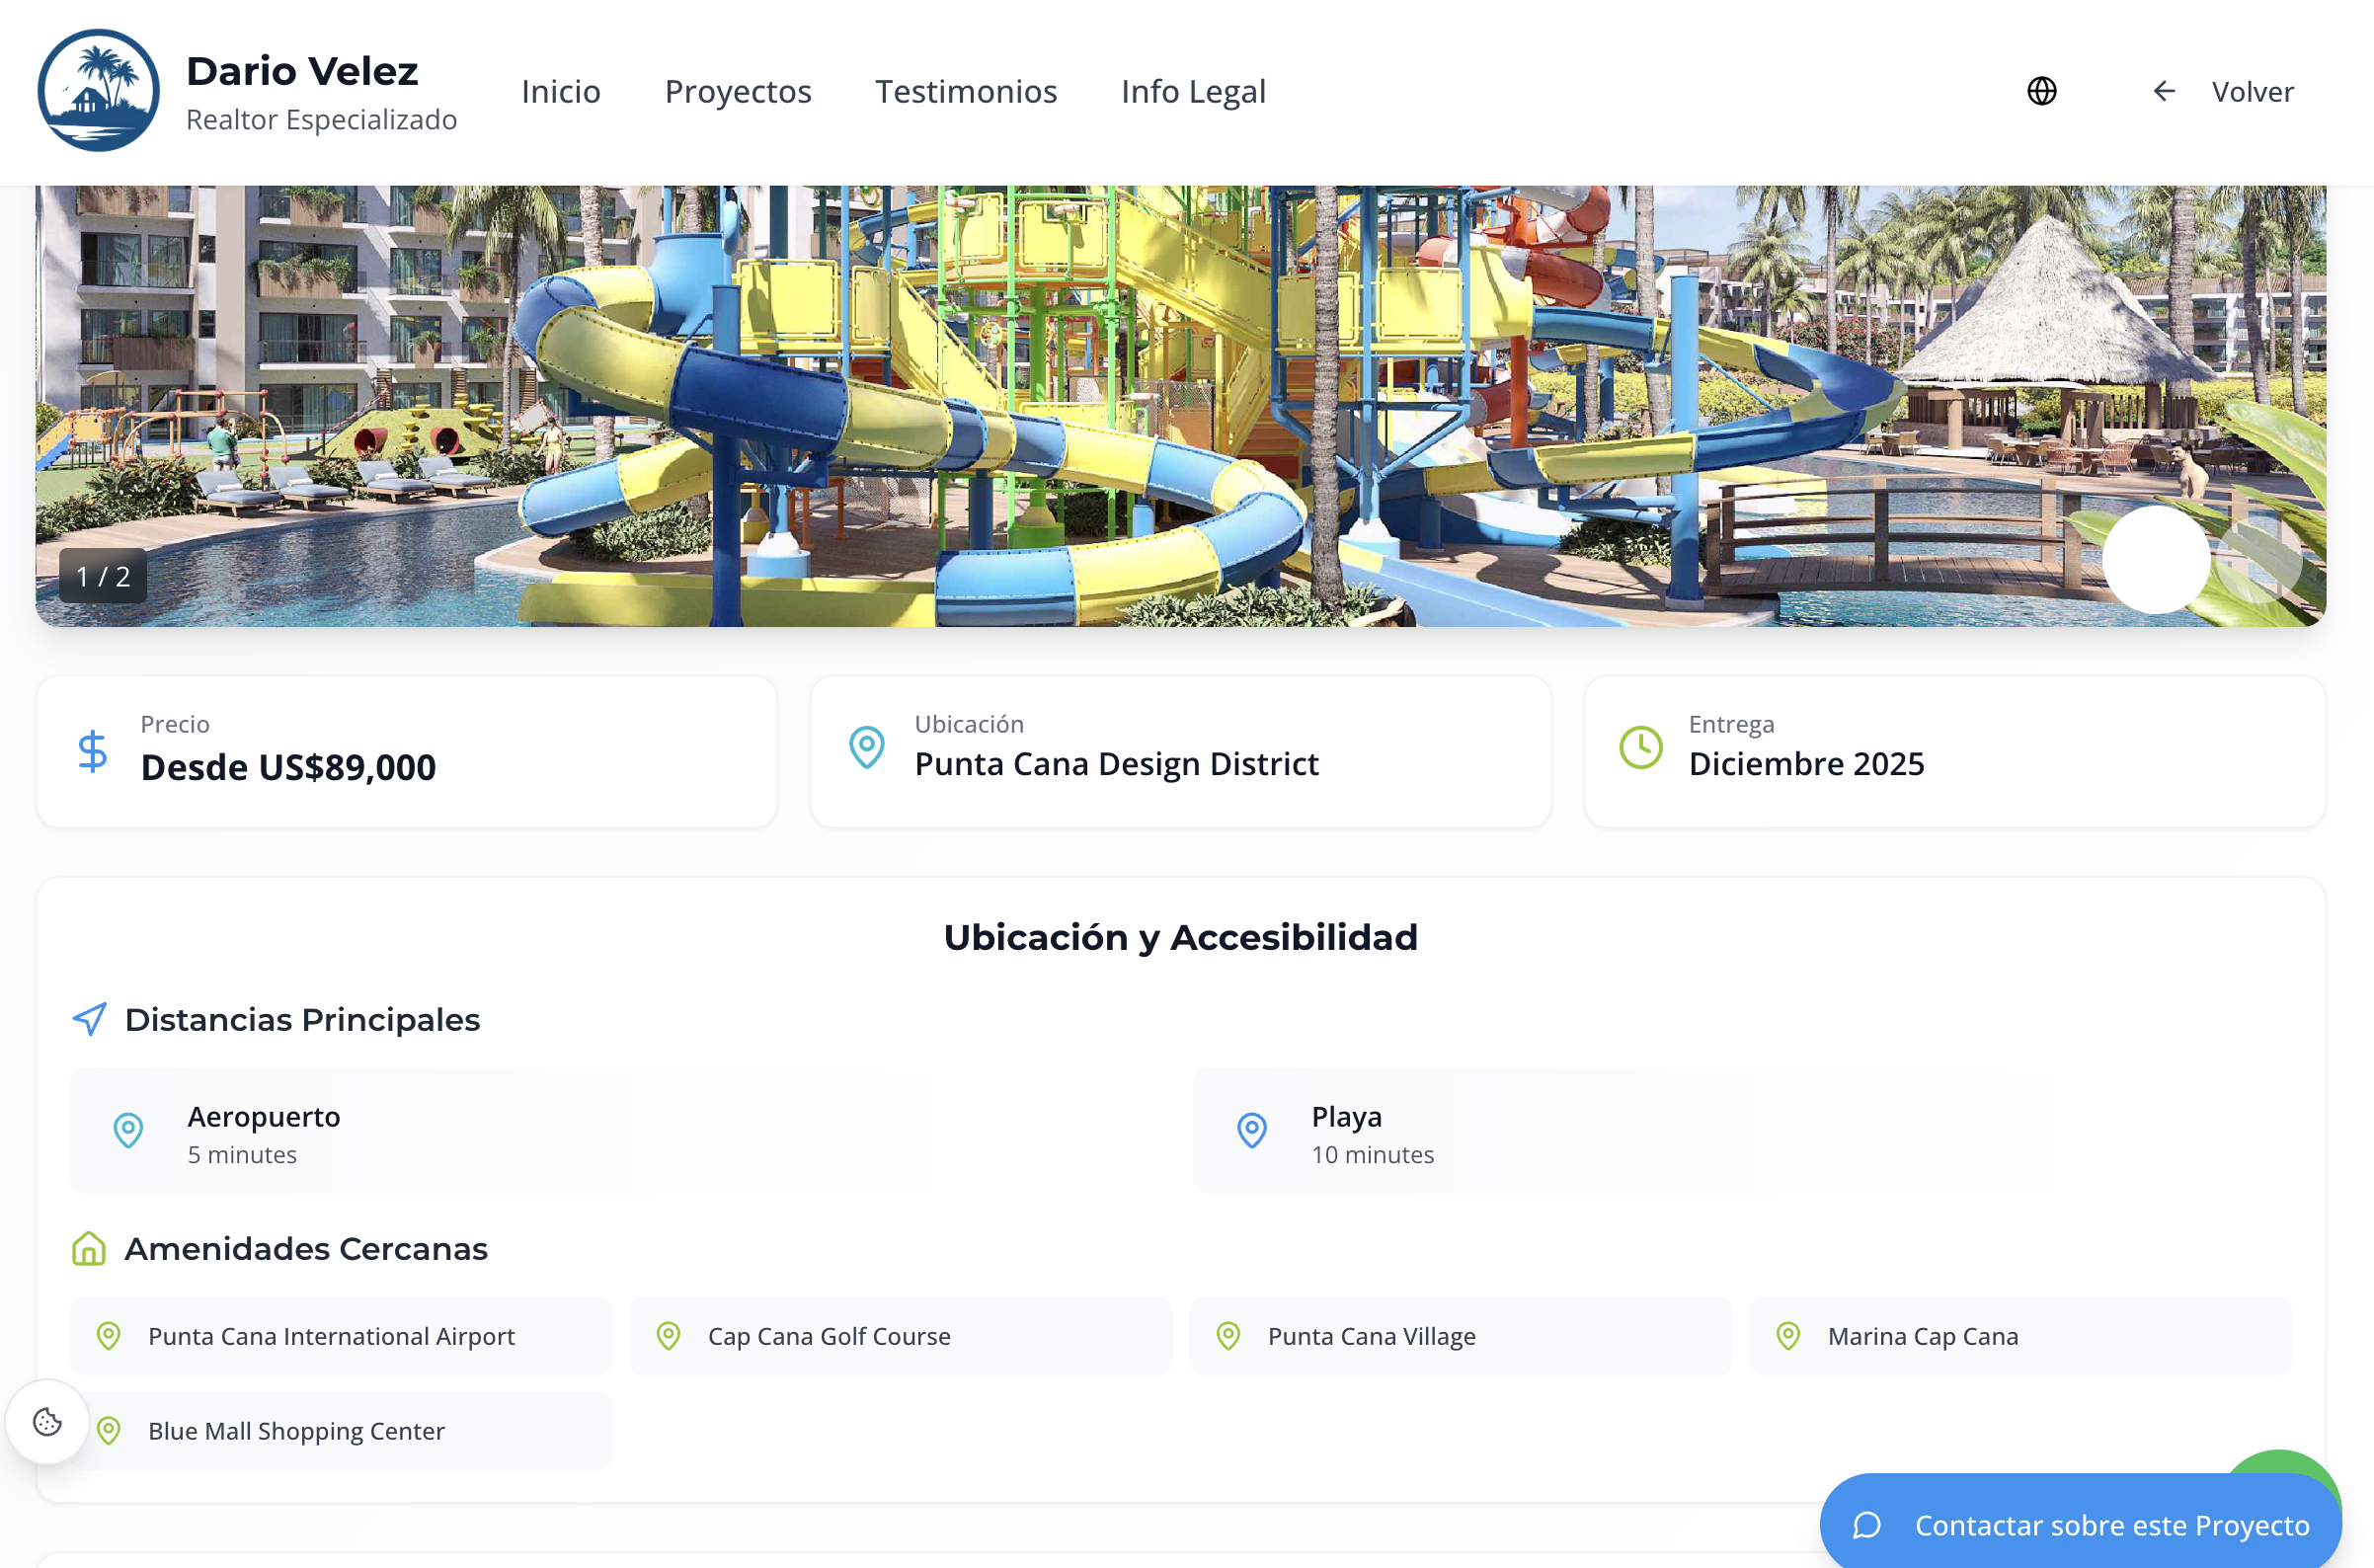 Dario Velez
Realtor Especializado
Inicio
Proyectos
Testimonios
Info Legal
Volver
1 / 2
Precio
Desde US$89,000
Ubicación
Punta Cana Design District
Entrega
Diciembre 2025
Ubicación y Accesibilidad
Distancias Principales
Aeropuerto
5 minutes
Playa
10 minutes
Amenidades Cercanas
Punta Cana International Airport
Cap Cana Golf Course
Punta Cana Village
Marina Cap Cana
Blue Mall Shopping Center
Contactar sobre este Proyecto